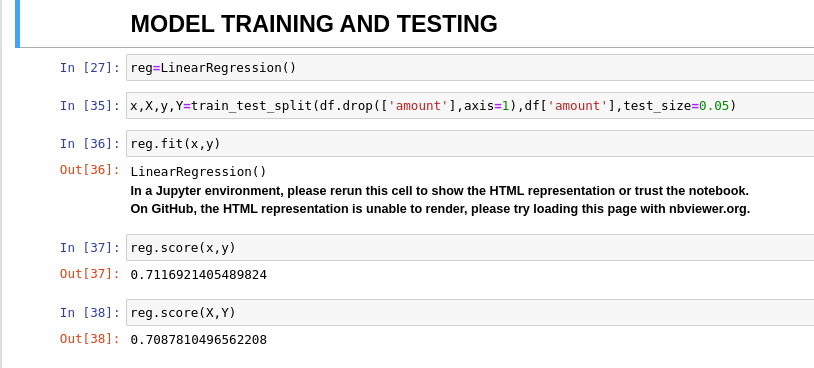 MODEL TRAINING AND TESTING
In [27]: reg=LinearRegression()
In [35]: x,X,y,Y=train_test_split(df.drop(['amount'],axis=1),df['amount'],test_size=0.05)
In [36]: reg.fit(x,y)
Out[36]: LinearRegression()
In a Jupyter environment, please rerun this cell to show the HTML representation or trust the notebook.
On GitHub, the HTML representation is unable to render, please try loading this page with nbviewer.org.
In [37]: reg.score(x,y)
Out[37]: 0.7116921405489824
In [38]: reg.score(X,Y)
Out[38]: 0.7087810496562208